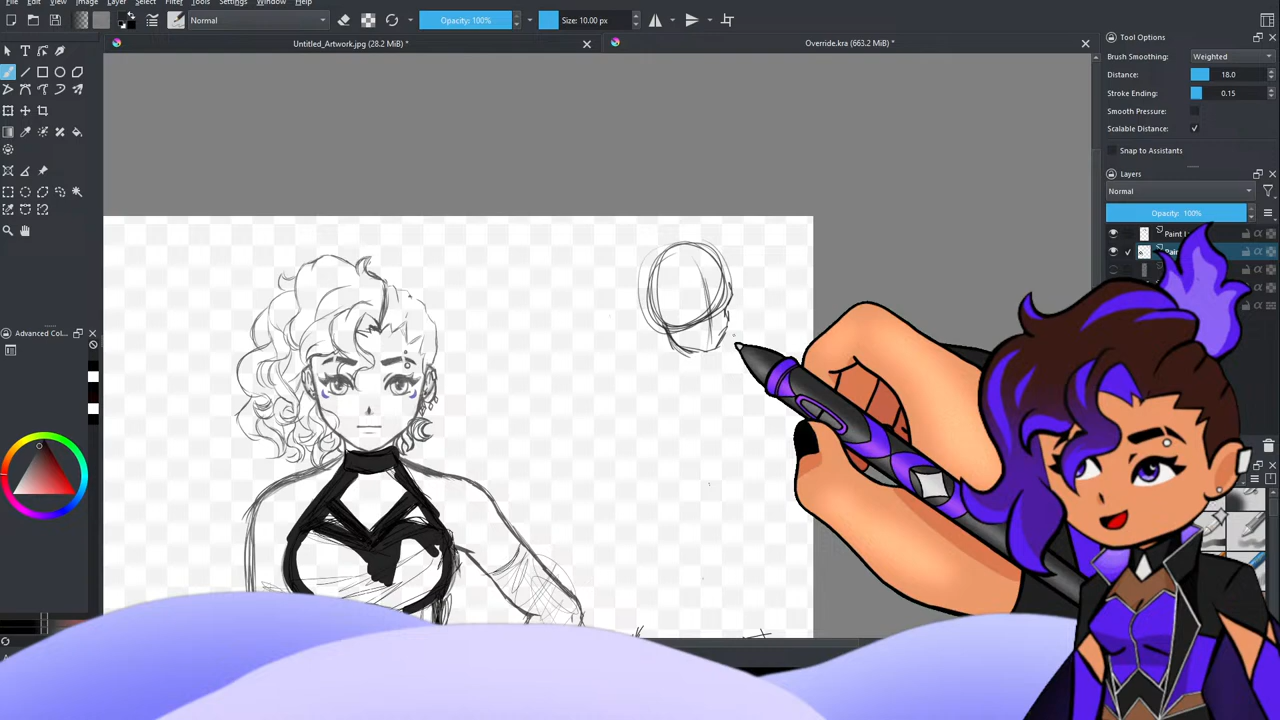 File Edit View Image Layer Select Filter Tools Settings Window Help
Normal Opacity: 100% Size: 10.00 px
Untitled_Artwork.jpg (28.2 MiB) *
Override.kra (663.2 MiB) *
Tool Options
Brush Smoothing: Weighted
Distance: 18.0
Stroke Ending: 0.15
Smooth Pressure:
Scalable Distance:
Snap to Assistants
Layers
Normal
Opacity: 100%
Paint
Advanced Col...